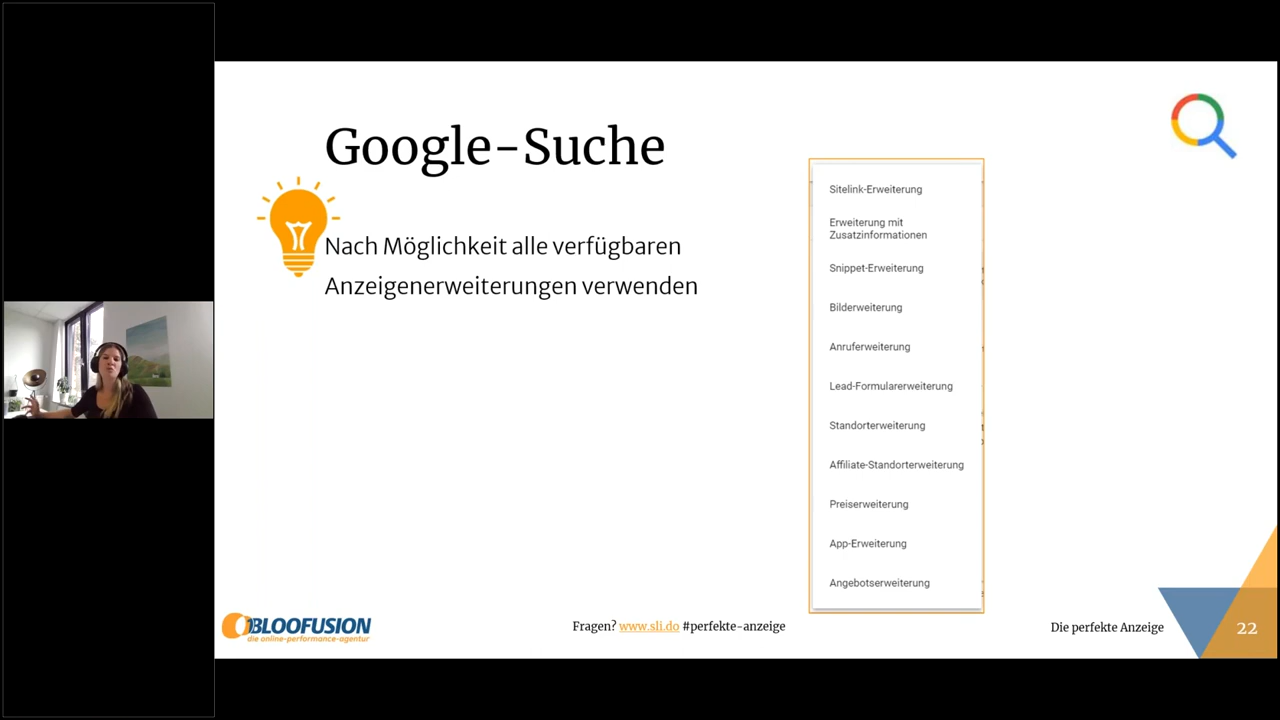 Google-Suche
Nach Möglichkeit alle verfügbaren
Anzeigenerweiterungen verwenden
Sitelink-Erweiterung
Erweiterung mit
Zusatzinformationen
Snippet-Erweiterung
Bilderweiterung
Anruferweiterung
Lead-Formularerweiterung
Standorterweiterung
Affiliate-Standorterweiterung
Preiserweiterung
App-Erweiterung
Angebotserweiterung
BLOOFUSION
die online-performance-agentur
Fragen? www.sli.do #perfekte-anzeige
Die perfekte Anzeige
22